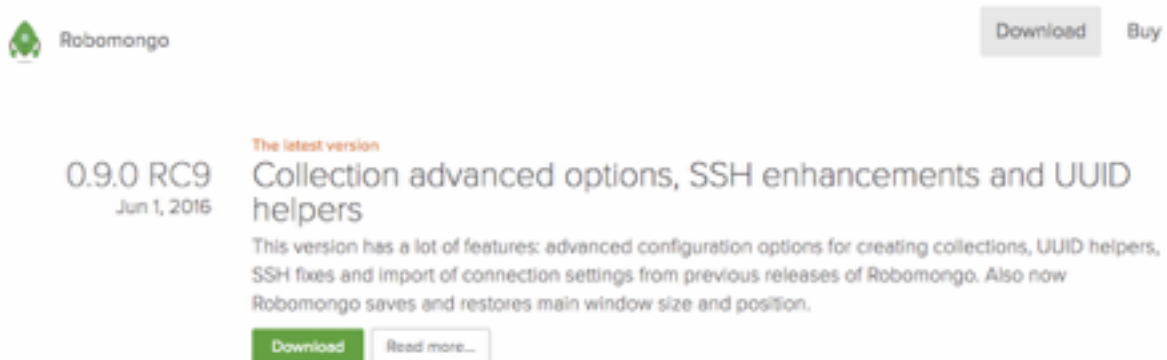 Robomongo
Download
Buy
The latest version
0.9.0 RC9
Jun 1, 2016
Collection advanced options, SSH enhancements and UUID
helpers
This version has a lot of features: advanced configuration options for creating collections, UUID helpers,
SSH fixes and import of connection settings from previous releases of Robomongo. Also now
Robomongo saves and restores main window size and position.
Download
Read more...